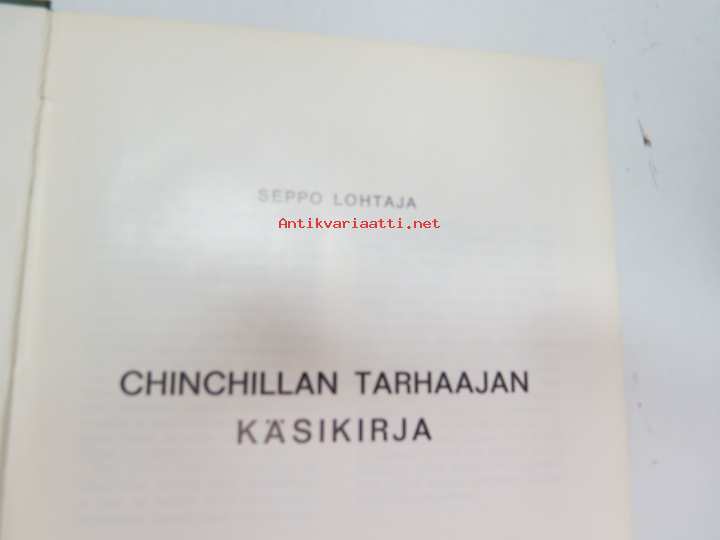 SEPPO LOHTAJA
Antikvariaatti.net
CHINCHILLAN TARHAAJAN
KÄSIKIRJA